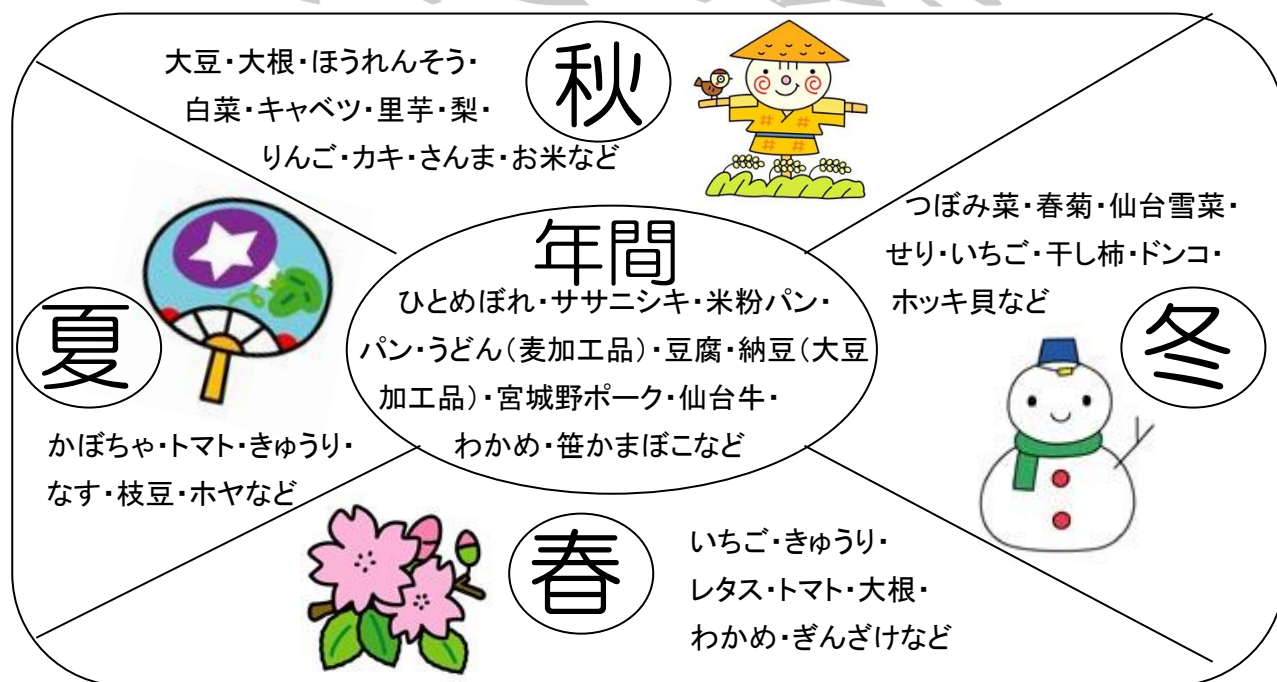 秋
大豆・大根・ほうれんそう・
白菜・キャベツ・里芋・梨・
りんご・カキ・さんま・お米など
冬
つぼみ菜・春菊・仙台雪菜・
せり・いちご・干し柿・ドンコ・
ホッキ貝など
年間
ひとめぼれ・ササニシキ・米粉パン・
パン・うどん(麦加工品)・豆腐・納豆(大豆
加工品)・宮城野ポーク・仙台牛・
わかめ・笹かまぼこなど
夏
かぼちゃ・トマト・きゅうり・
なす・枝豆・ホヤなど
春
いちご・きゅうり・
レタス・トマト・大根・
わかめ・ぎんざけなど